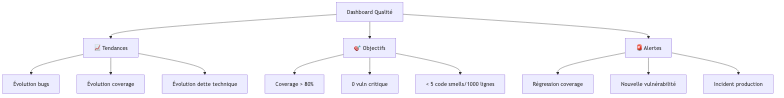 Dashboard Qualité
📈 Tendances
🎯 Objectifs
🚨 Alertes
Évolution bugs
Évolution coverage
Évolution dette technique
Coverage > 80%
0 vuln critique
< 5 code smells/1000 lignes
Régression coverage
Nouvelle vulnérabilité
Incident production